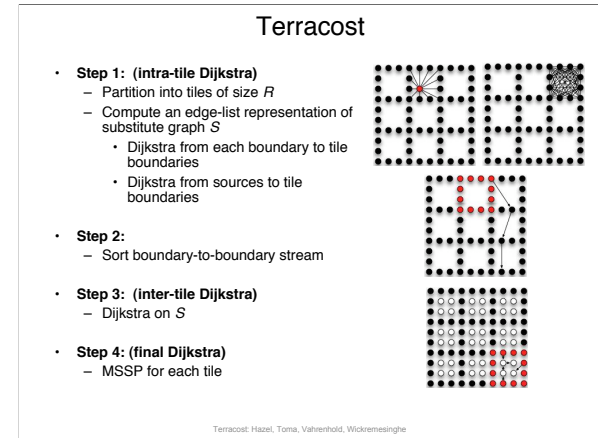 Terracost
• Step 1: (intra-tile Dijkstra)
– Partition into tiles of size R
– Compute an edge-list representation of
substitute graph S
• Dijkstra from each boundary to tile
boundaries
• Dijkstra from sources to tile
boundaries
• Step 2:
– Sort boundary-to-boundary stream
• Step 3: (inter-tile Dijkstra)
– Dijkstra on S
• Step 4: (final Dijkstra)
– MSSP for each tile
Terracost: Hazel, Toma, Vahrenhold, Wickremesinghe